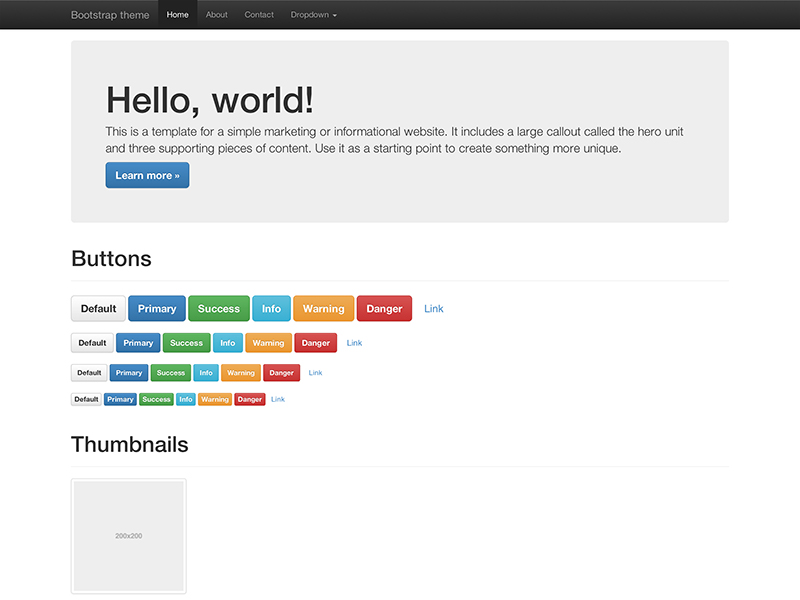 Bootstrap theme Home About Contact Dropdown
Hello, world!
This is a template for a simple marketing or informational website. It includes a large callout called the hero unit
and three supporting pieces of content. Use it as a starting point to create something more unique.
Learn more »
Buttons
Default Primary Success Info Warning Danger Link
Default Primary Success Info Warning Danger Link
Default Primary Success Info Warning Danger Link
Default Primary Success Info Warning Danger Link
Thumbnails
200x200